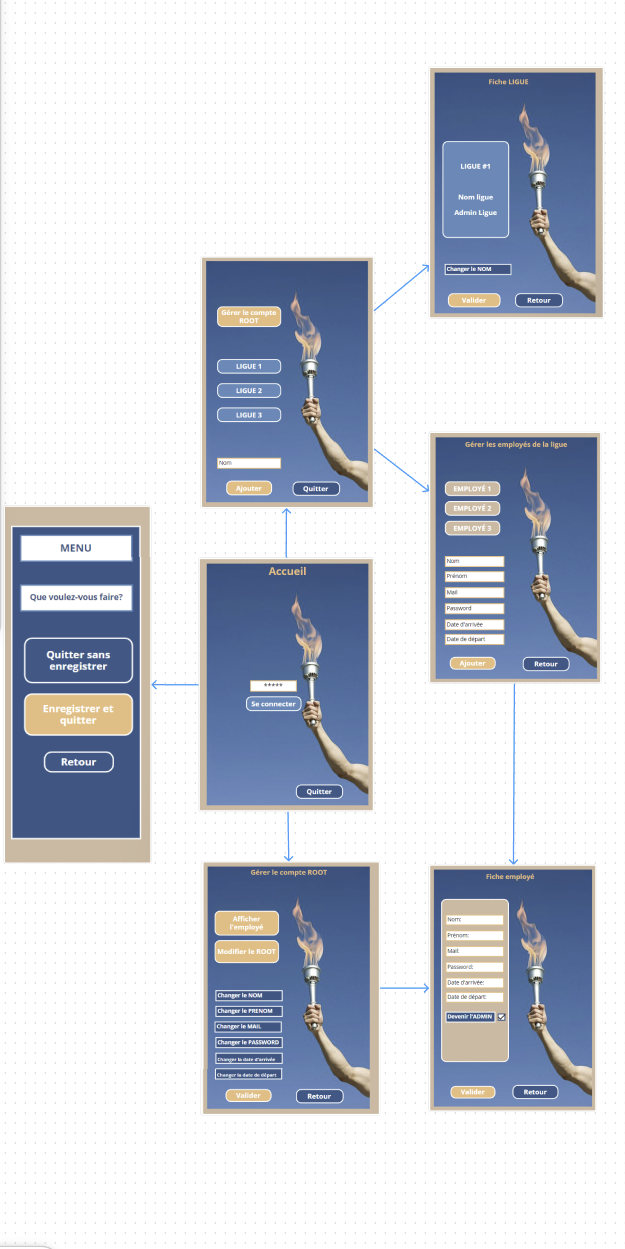 Fiche LIGUE
LIGUE #1
Nom ligue
Admin Ligue
Changer le NOM
Valider
Retour
Gérer le compte
ROOT
LIGUE 1
LIGUE 2
LIGUE 3
Nom
Ajouter
Quitter
Gérer les employés de la ligue
EMPLOYÉ 1
EMPLOYÉ 2
EMPLOYÉ 3
Nom
Prénom
Mail
Password
Date d'arrivée
Date de départ
Ajouter
Retour
MENU
Que voulez-vous faire?
Quitter sans
enregistrer
Enregistrer et
quitter
Retour
Accueil
*****
Se connecter
Quitter
Gérer le compte ROOT
Afficher
l'employé
Modifier le ROOT
Changer le NOM
Changer le PRENOM
Changer le MAIL
Changer le PASSWORD
Changer la date d'arrivée
Changer la date de départ
Valider
Retour
Fiche employé
Nom:
Prénom:
Mail:
Password:
Date d'arrivée:
Date de départ:
Devenir l'ADMIN
Valider
Retour